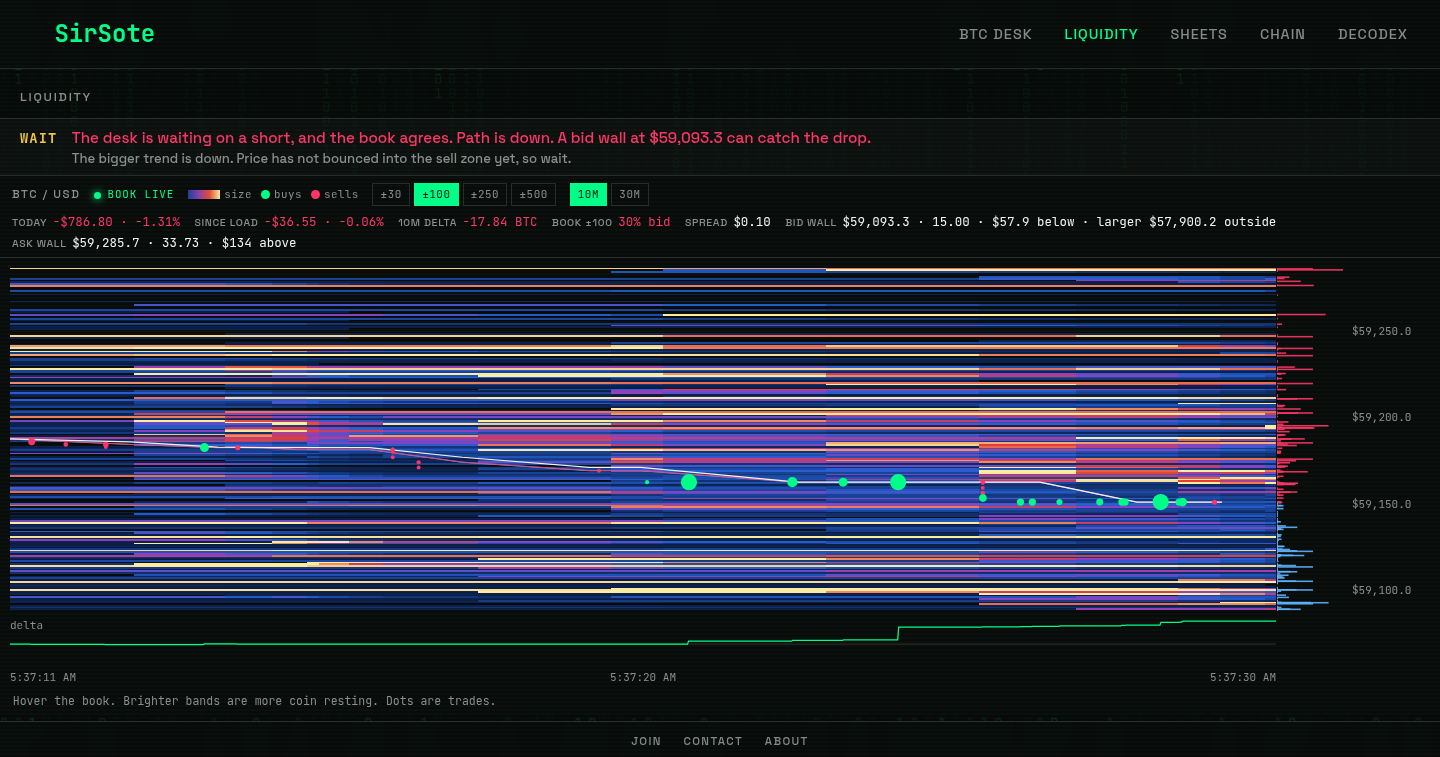 SirSote
BTC DESK LIQUIDITY SHEETS CHAIN DECODEX
LIQUIDITY
WAIT The desk is waiting on a short, and the book agrees. Path is down. A bid wall at $59,093.3 can catch the drop.
The bigger trend is down. Price has not bounced into the sell zone yet, so wait.
BTC / USD BOOK LIVE size buys sells ±30 ±100 ±250 ±500 10M 30M
TODAY -$786.80 · -1.31% SINCE LOAD -$36.55 · -0.06% 10M DELTA -17.84 BTC BOOK ±100 30% bid SPREAD $0.10 BID WALL $59,093.3 · 15.00 · $57.9 below · larger $57,900.2 outside
ASK WALL $59,285.7 · 33.73 · $134 above
$59,250.0
$59,200.0
$59,150.0
$59,100.0
delta
5:37:11 AM 5:37:20 AM 5:37:30 AM
Hover the book. Brighter bands are more coin resting. Dots are trades.
JOIN CONTACT ABOUT